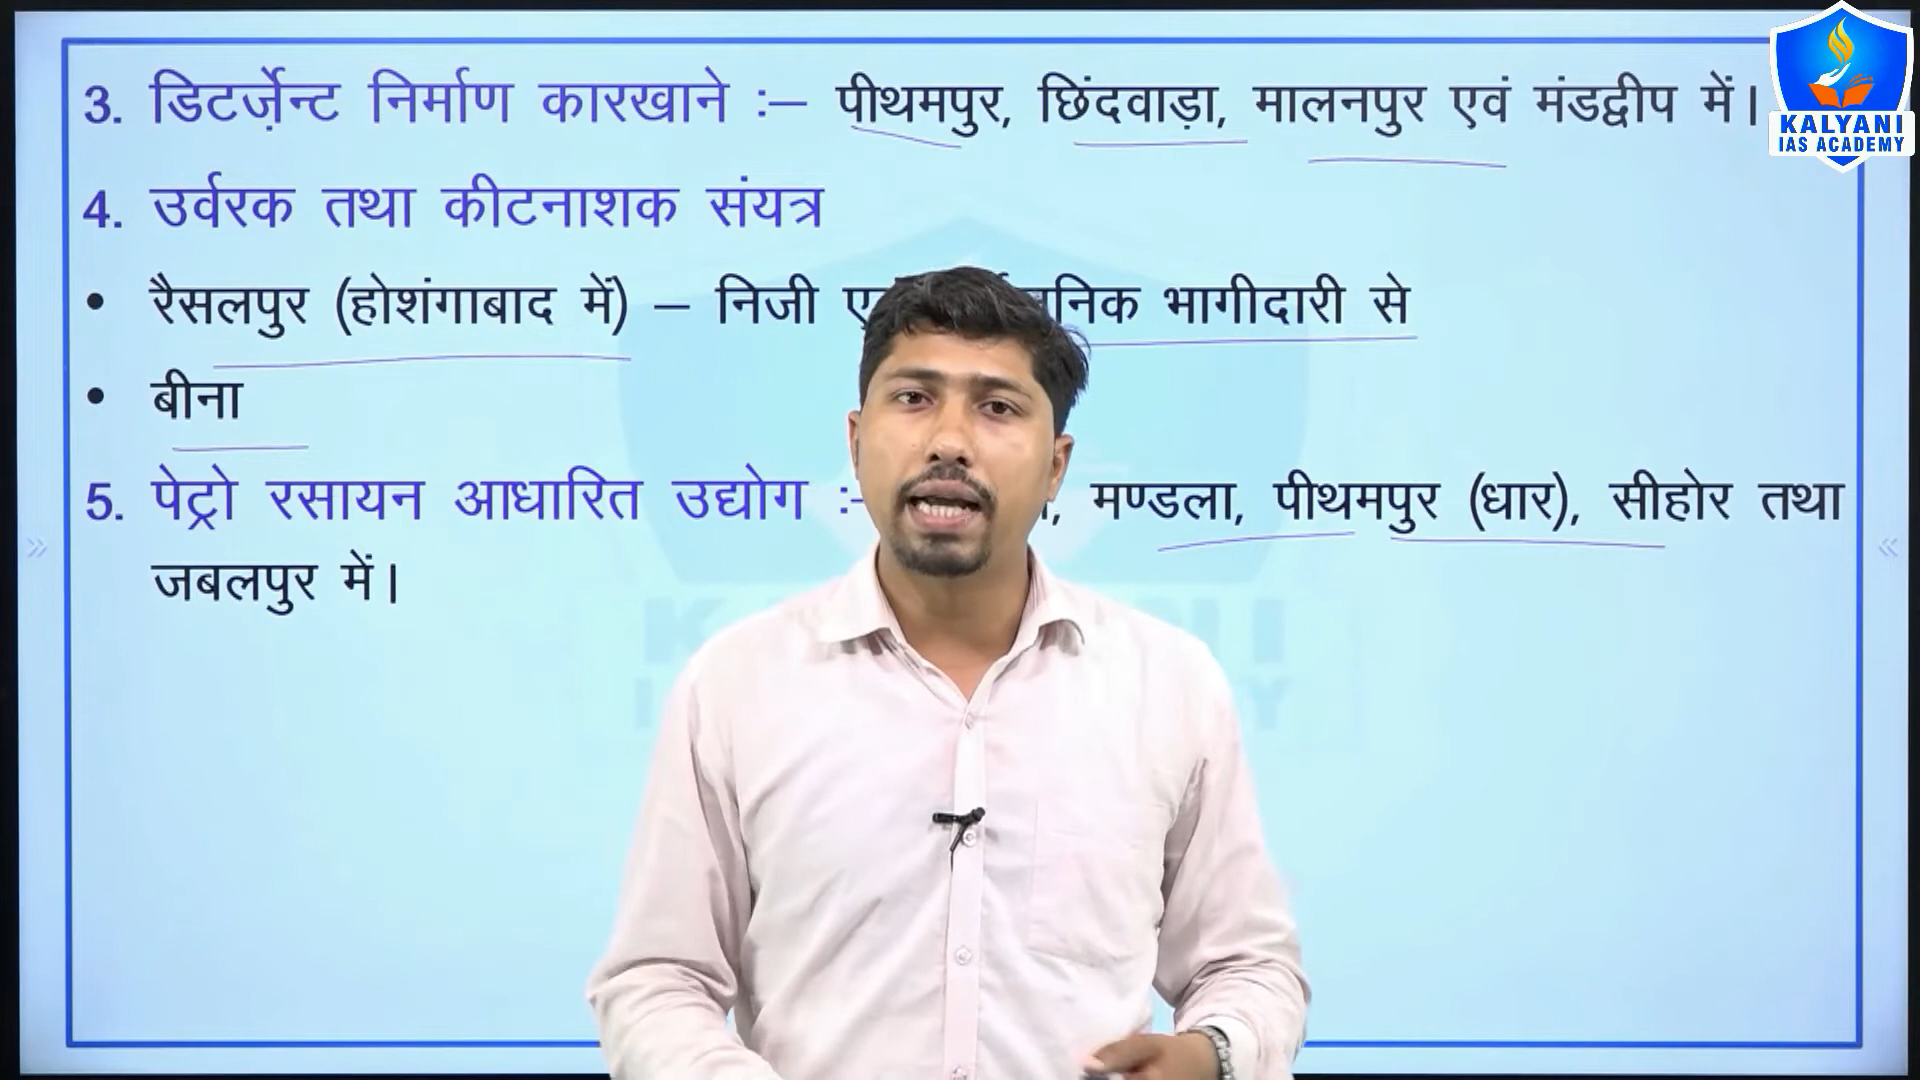 3. डिटर्जे़न्ट निर्माण कारखाने :– पीथमपुर, छिंदवाड़ा, मालनपुर एवं मंडद्वीप में।
KALYANI
IAS ACADEMY
4. उर्वरक तथा कीटनाशक संयत्र
• रैसलपुर (होशंगाबाद में) – निजी भागीदारी से
• बीना
5. पेट्रो रसायन आधारित उद्योग :- मण्डला, पीथमपुर (धार), सीहोर तथा
जबलपुर में।